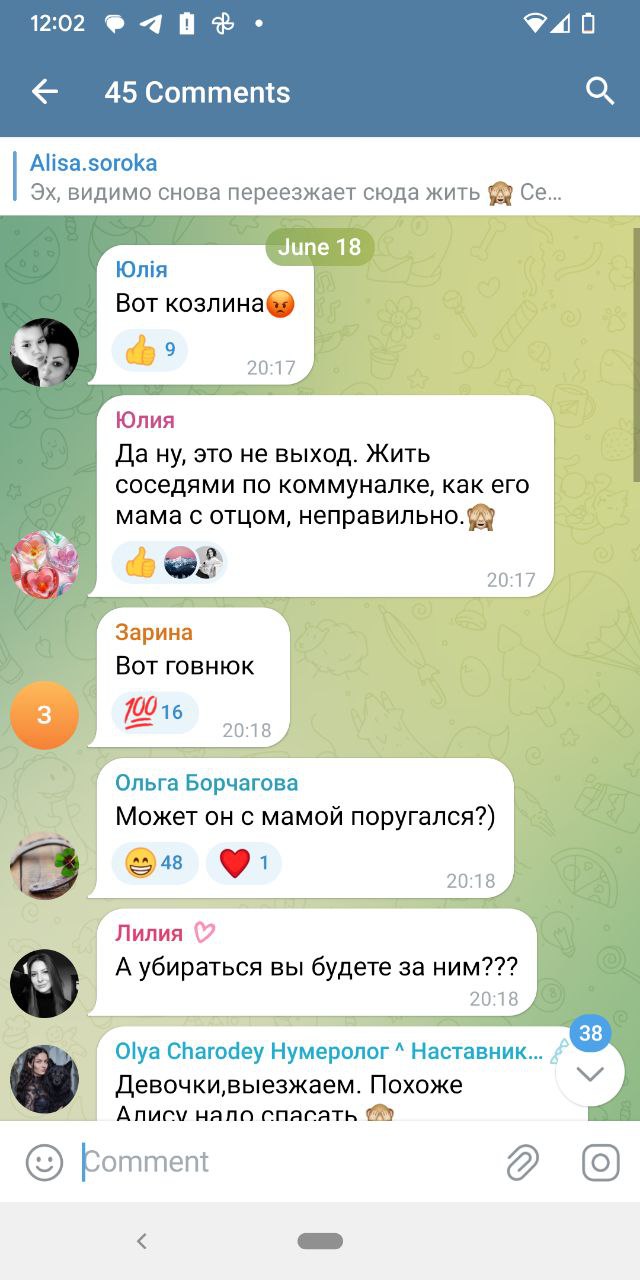 12:02
45 Comments
Alisa.soroka
Эх, видимо снова переезжает сюда жить 🙈 Се...
June 18
Юлія
Вот козлина😡
👍 9
20:17
Юлия
Да ну, это не выход. Жить
соседями по коммуналке, как его
мама с отцом, неправильно.🙈
👍
20:17
Зарина
З
Вот говнюк
💯 16
20:18
Ольга Борчагова
Может он с мамой поругался?)
😁 48 ❤️ 1
20:18
Лилия
А убираться вы будете за ним???
20:18
38
Olya Charodey Нумеролог ^ Наставник...
Девочки,выезжаем. Похоже
Алису надо спасать 🙈
Comment